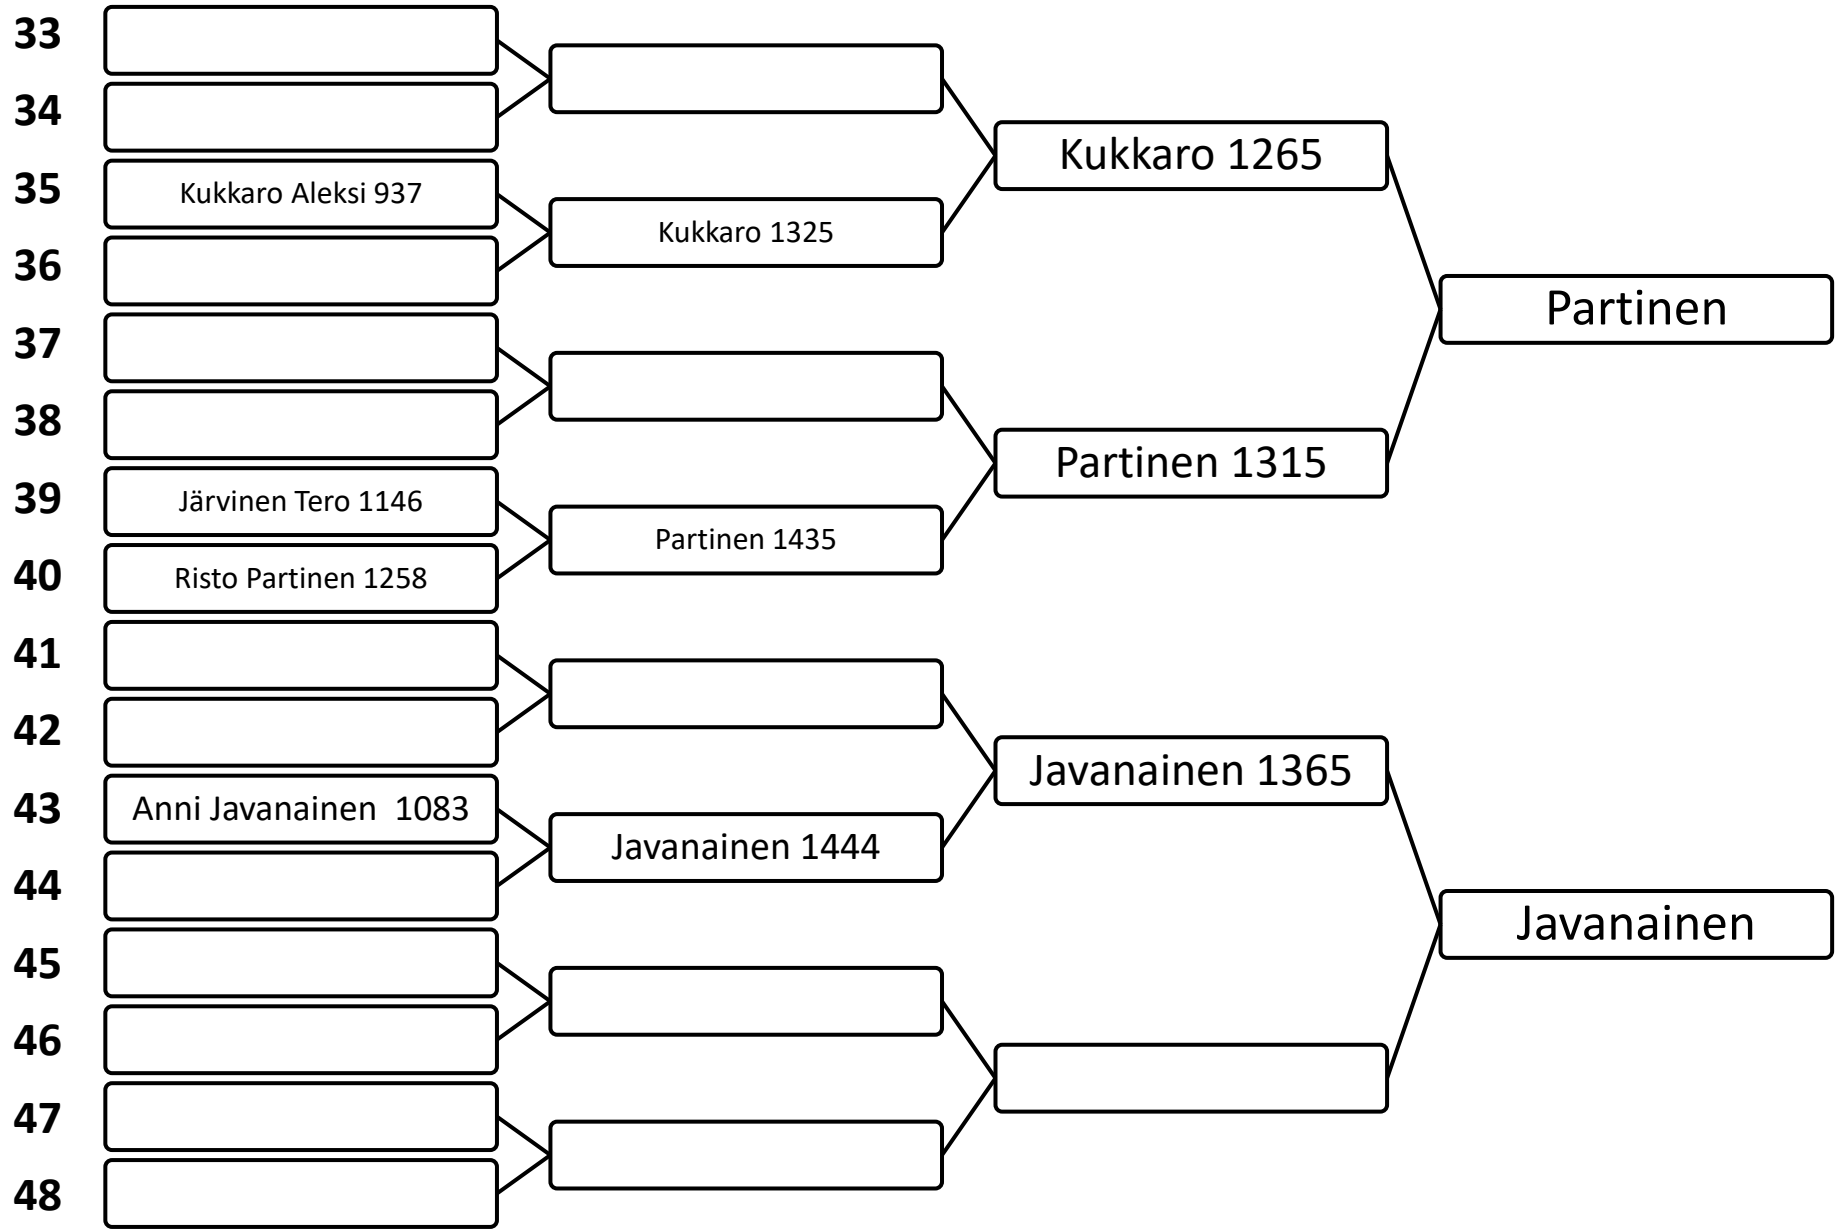 33
34
35 Kukkaro Aleksi 937
36
37
38
39 Järvinen Tero 1146
40 Risto Partinen 1258
41
42
43 Anni Javanainen  1083
44
45
46
47
48
Kukkaro 1325
Partinen 1435
Javanainen 1444
Kukkaro 1265
Partinen 1315
Javanainen 1365
Partinen
Javanainen